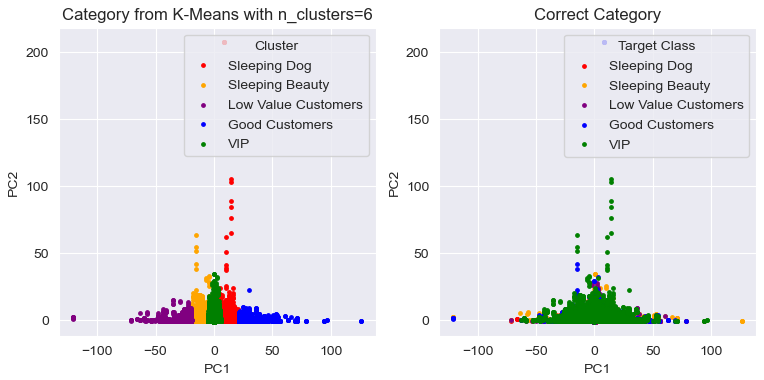 Category from K-Means with n_clusters=6
Correct Category
200
150
100
50
0
PC2
−100
−50
0
50
100
PC1
Cluster
Sleeping Dog
Sleeping Beauty
Low Value Customers
Good Customers
VIP
200
150
100
50
0
PC2
−100
−50
0
50
100
PC1
Target Class
Sleeping Dog
Sleeping Beauty
Low Value Customers
Good Customers
VIP